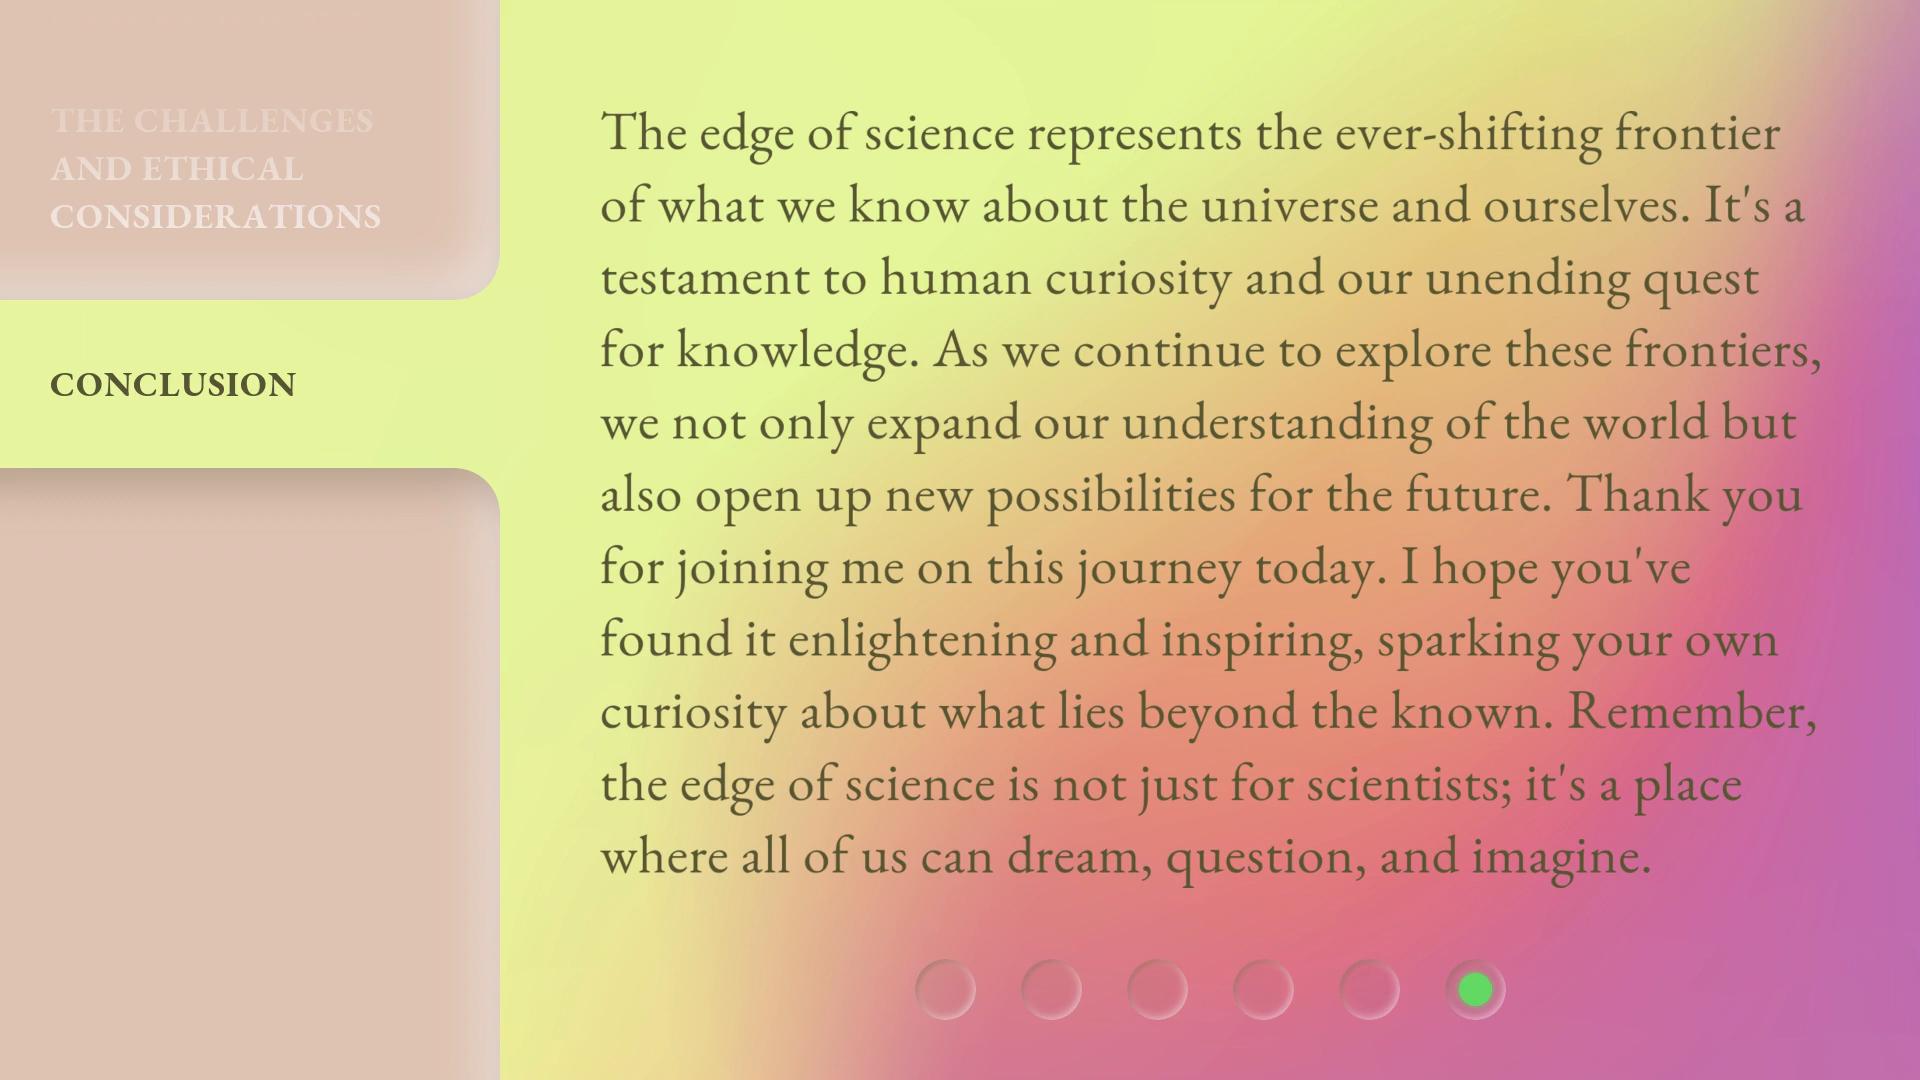 THE CHALLENGES
AND ETHICAL
CONSIDERATIONS
CONCLUSION
The edge of science represents the ever-shifting frontier
of what we know about the universe and ourselves. It's a
testament to human curiosity and our unending quest
for knowledge. As we continue to explore these frontiers,
we not only expand our understanding of the world but
also open up new possibilities for the future. Thank you
for joining me on this journey today. I hope you've
found it enlightening and inspiring, sparking your own
curiosity about what lies beyond the known. Remember,
the edge of science is not just for scientists; it's a place
where all of us can dream, question, and imagine.